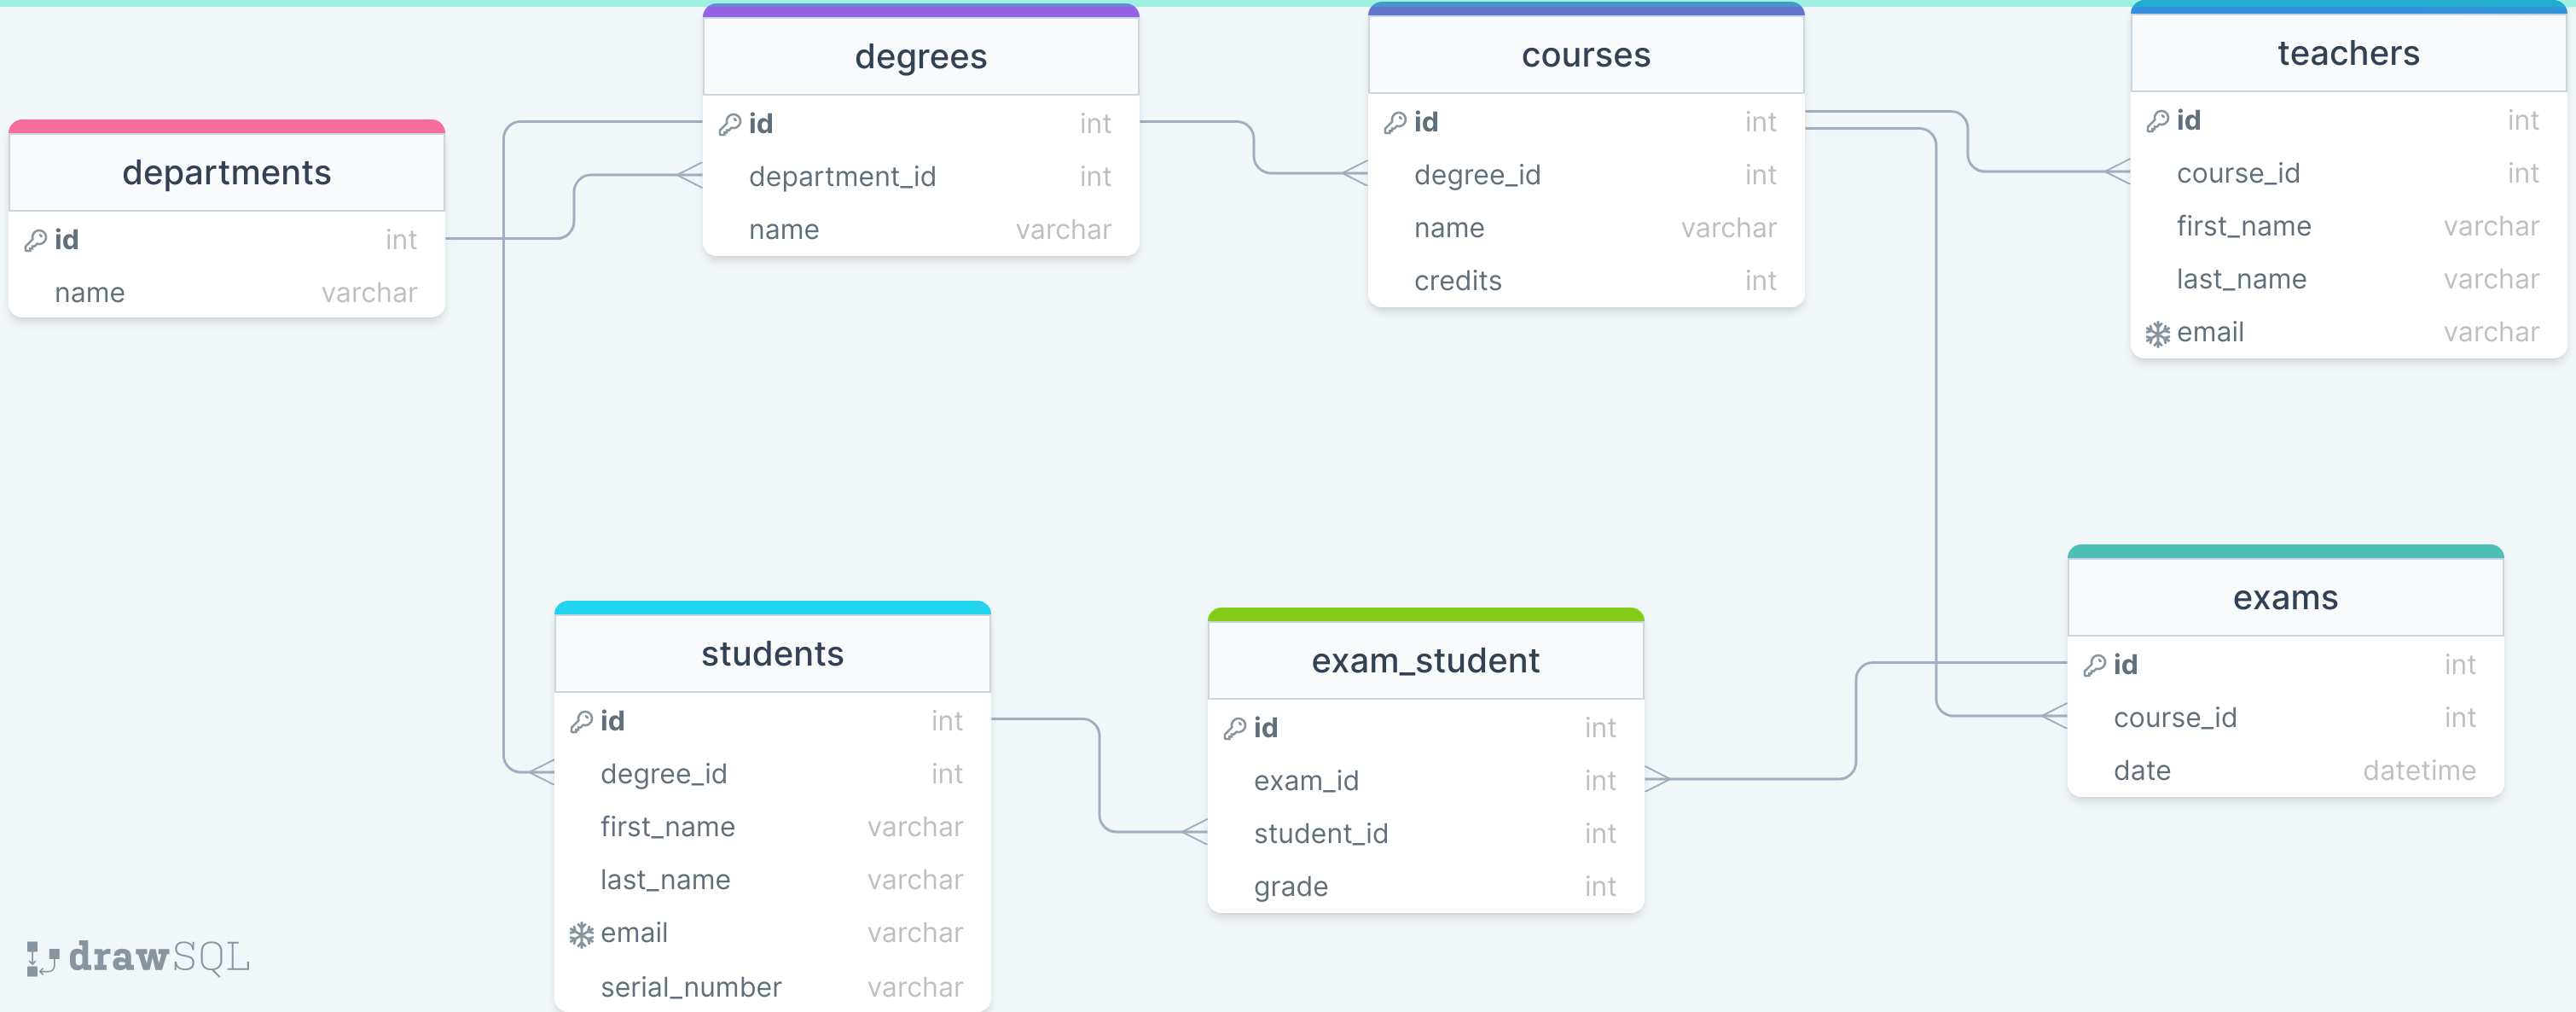 departments
id int
name varchar
degrees
id int
department_id int
name varchar
courses
id int
degree_id int
name varchar
credits int
teachers
id int
course_id int
first_name varchar
last_name varchar
email varchar
students
id int
degree_id int
first_name varchar
last_name varchar
email varchar
serial_number varchar
exam_student
id int
exam_id int
student_id int
grade int
exams
id int
course_id int
date datetime
drawSQL